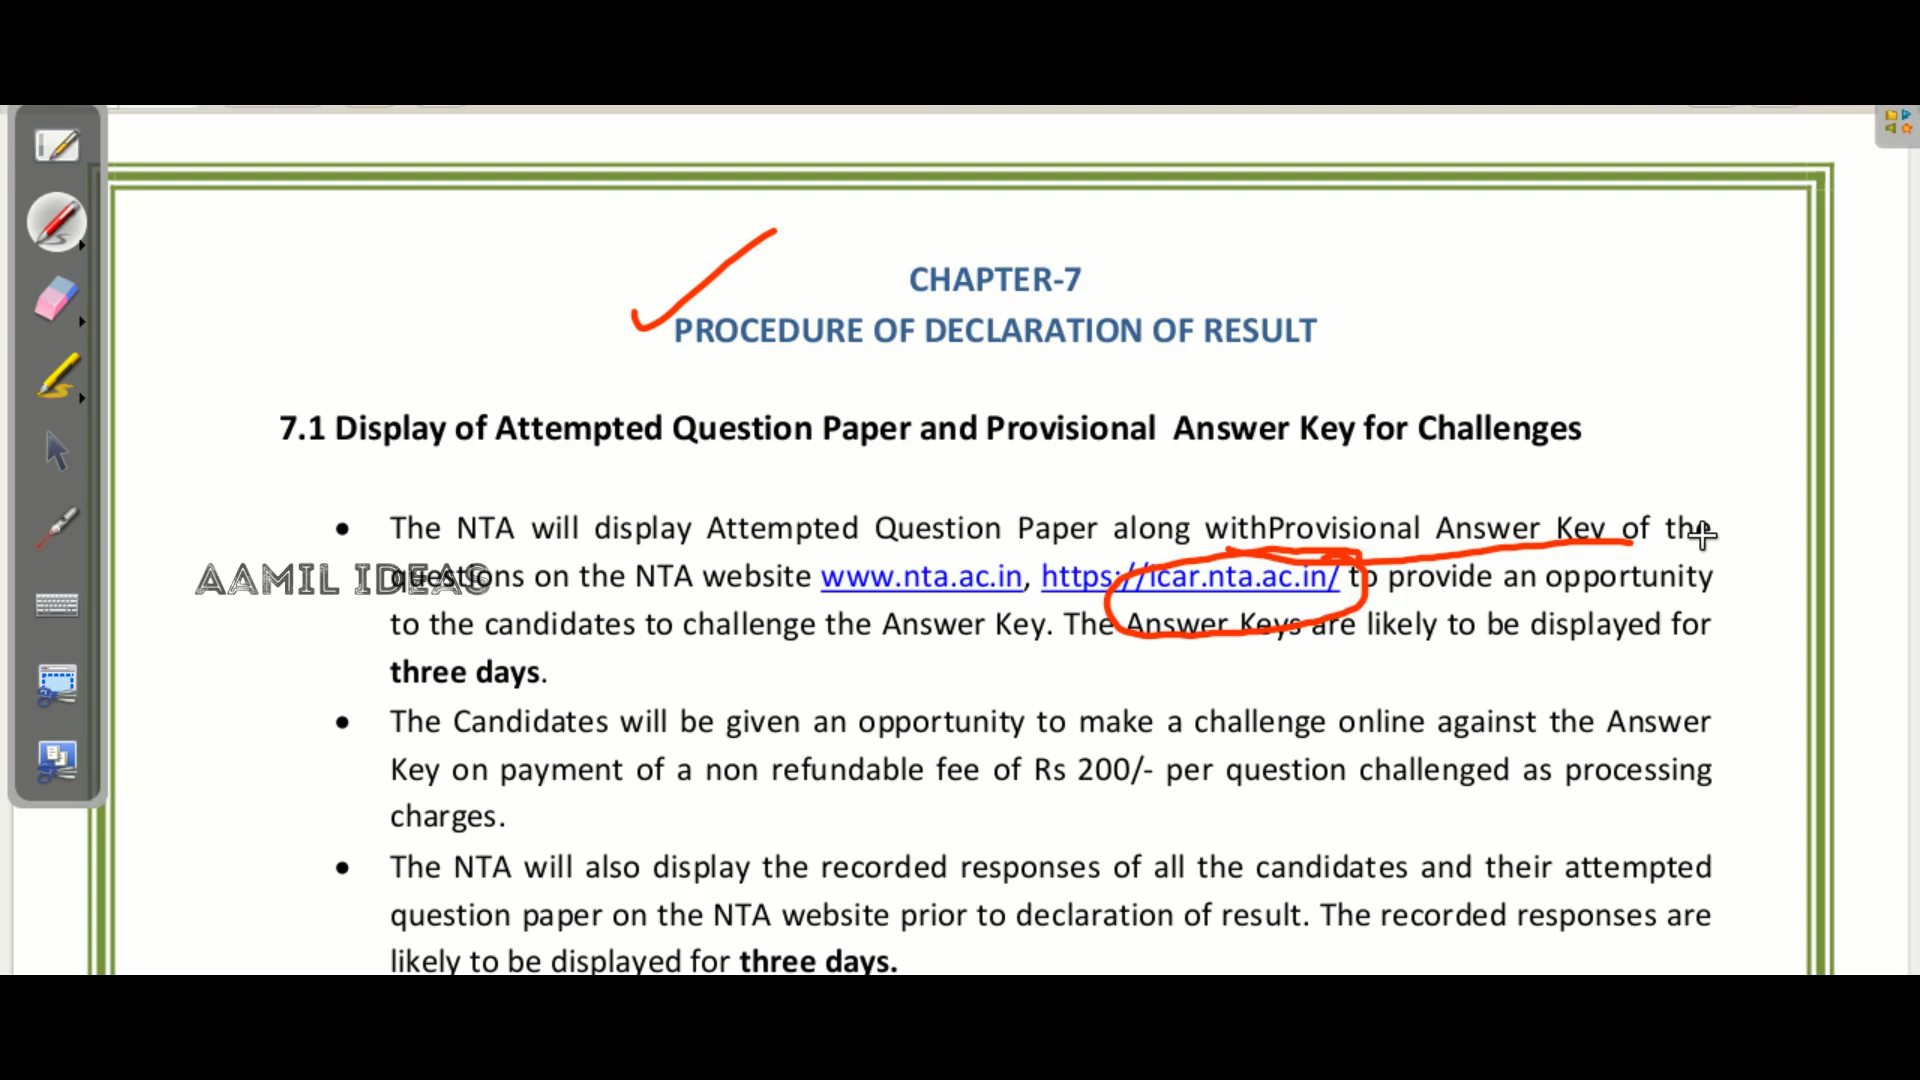 CHAPTER-7
PROCEDURE OF DECLARATION OF RESULT
7.1 Display of Attempted Question Paper and Provisional Answer Key for Challenges
• The NTA will display Attempted Question Paper along withProvisional Answer Key of the
AAMIL IDEAS
questions on the NTA website www.nta.ac.in, https://icar.nta.ac.in/ to provide an opportunity
to the candidates to challenge the Answer Key. The Answer Keys are likely to be displayed for
three days.
• The Candidates will be given an opportunity to make a challenge online against the Answer
Key on payment of a non refundable fee of Rs 200/- per question challenged as processing
charges.
• The NTA will also display the recorded responses of all the candidates and their attempted
question paper on the NTA website prior to declaration of result. The recorded responses are
likely to be displayed for three days.